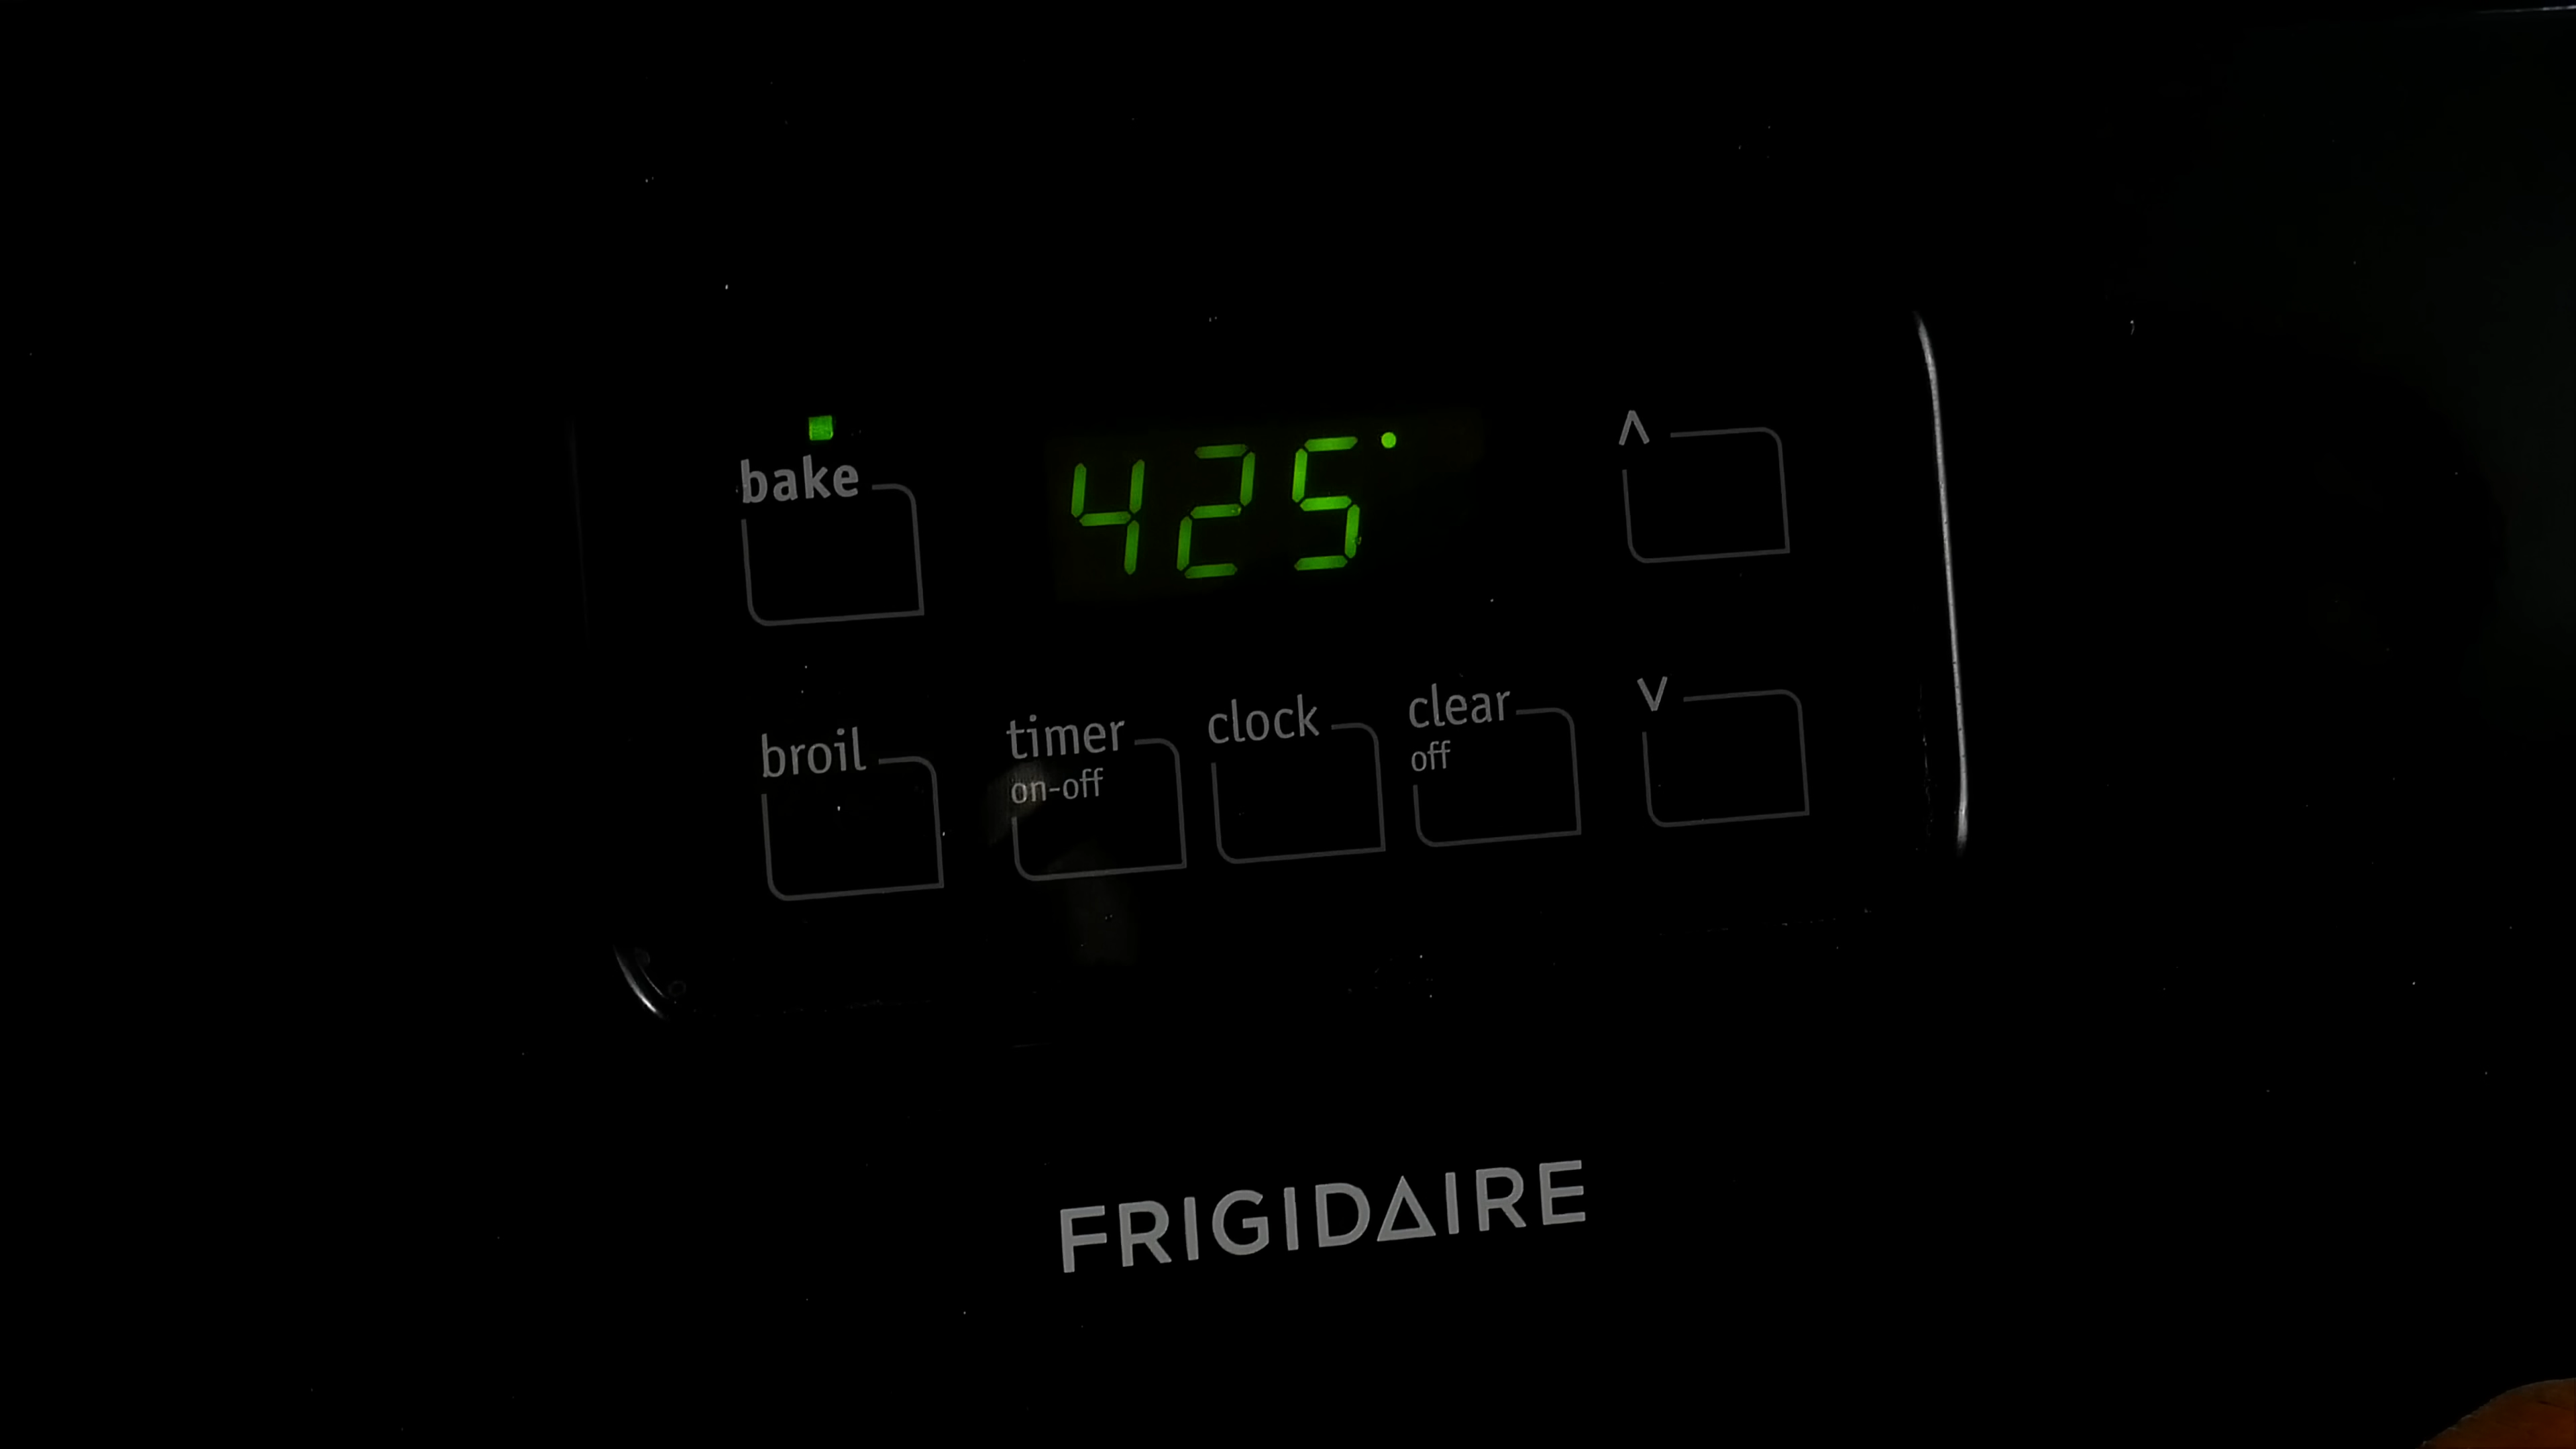 bake
425°
^
broil
timer
on-off
clock
clear
off
v
FRIGIDAIRE